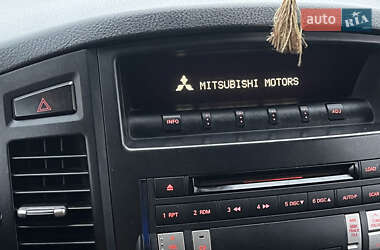 auto RIA
MITSUBISHI MOTORS
INFO
ADJ
LOAD
1 RPT 2 RDM 3 4 5 DISC 6 DISC AUTO-P SCAN